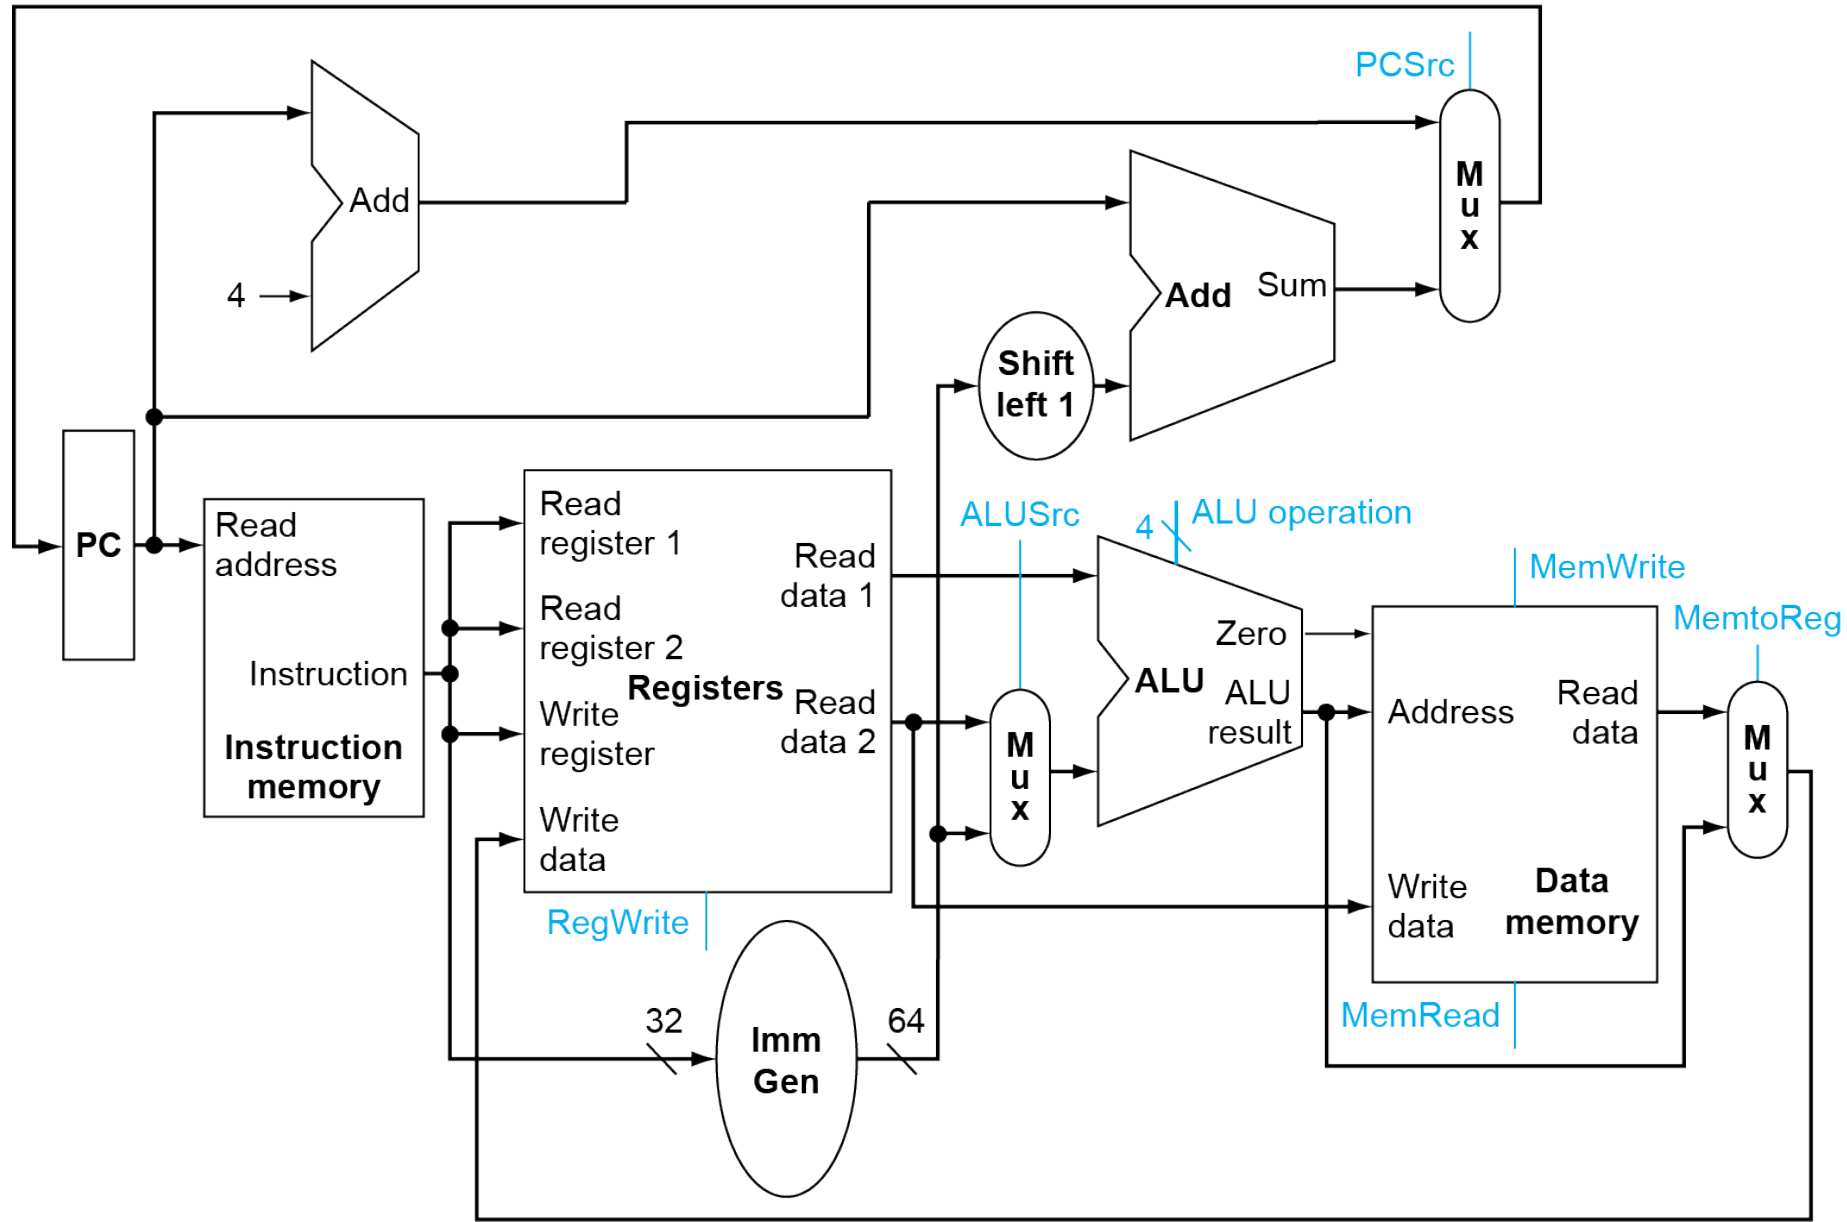 PCSrc
M
u
x
Add
4
Add
Sum
Shift
left 1
PC
Read
address
Instruction
Instruction
memory
Read
register 1
Read
register 2
Write
register
Write
data
Registers
Read
data 1
Read
data 2
RegWrite
ALUSrc
M
u
x
4
ALU operation
Zero
ALU
ALU
result
MemWrite
Address
Read
data
Write
data
Data
memory
MemRead
MemtoReg
M
u
x
32
Imm
Gen
64